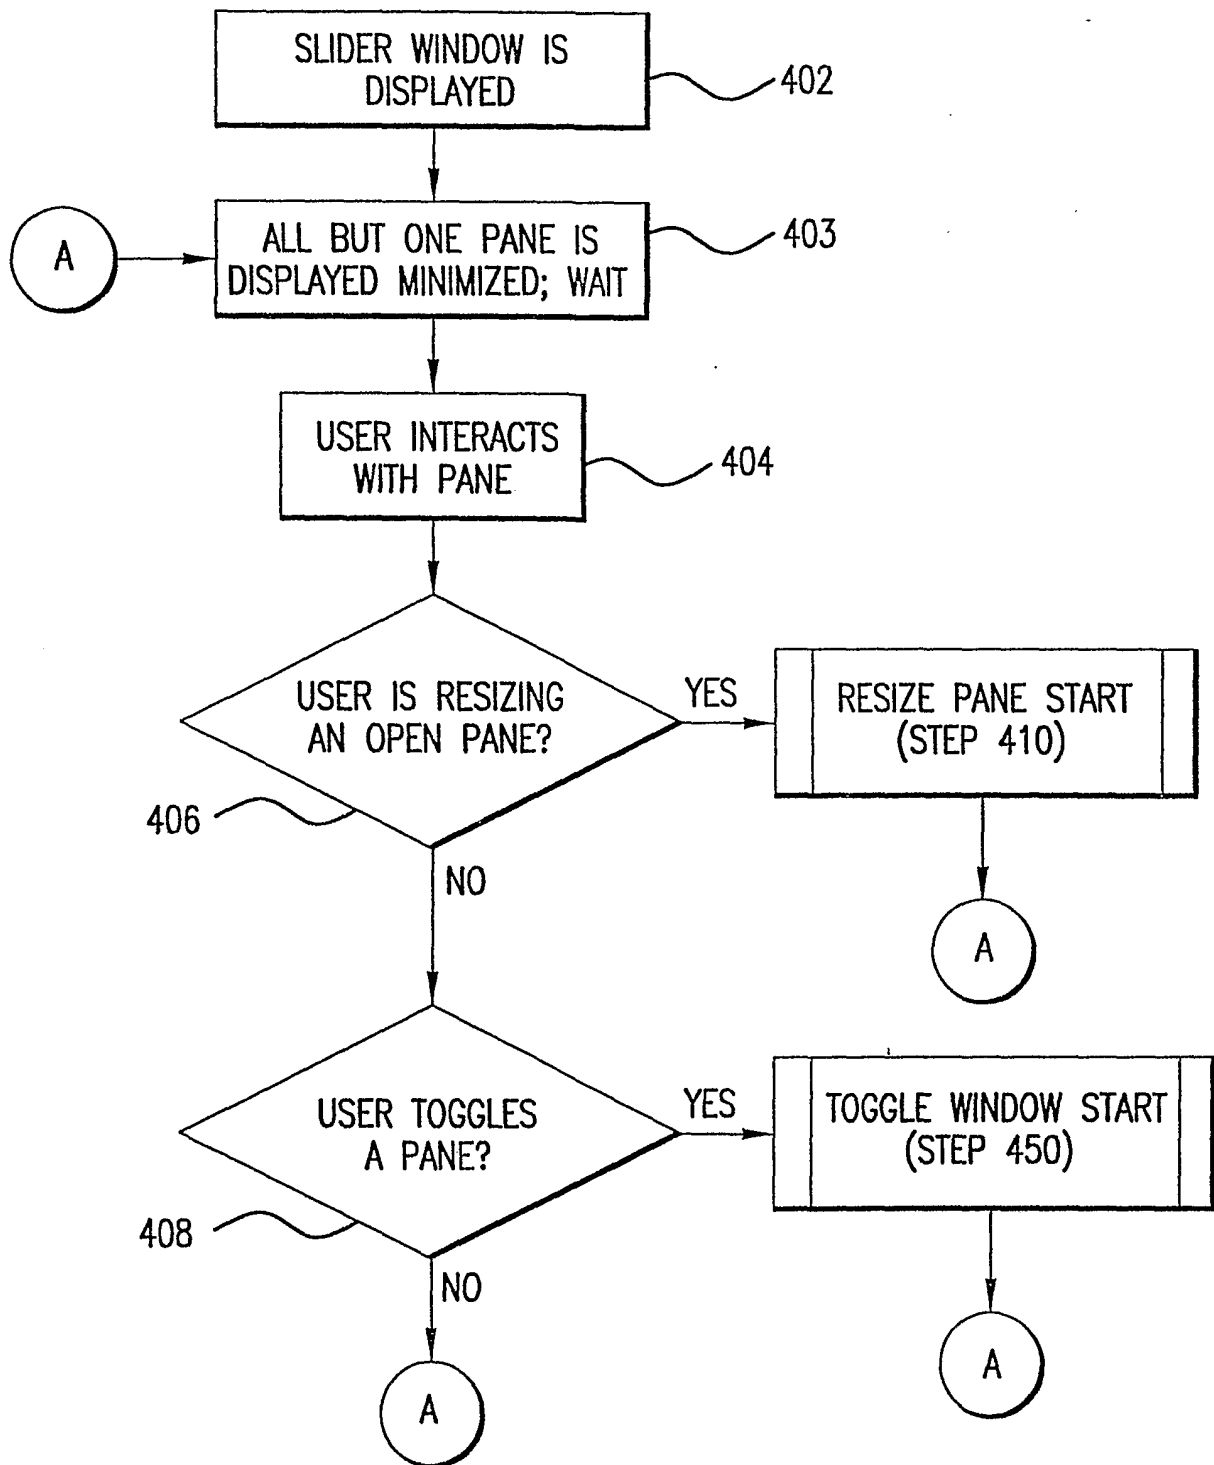 SLIDER WINDOW IS
DISPLAYED
402
A
ALL BUT ONE PANE IS
DISPLAYED MINIMIZED; WAIT
403
USER INTERACTS
WITH PANE
404
USER IS RESIZING
AN OPEN PANE?
406
YES
RESIZE PANE START
(STEP 410)
A
NO
USER TOGGLES
A PANE?
408
YES
TOGGLE WINDOW START
(STEP 450)
A
NO
A